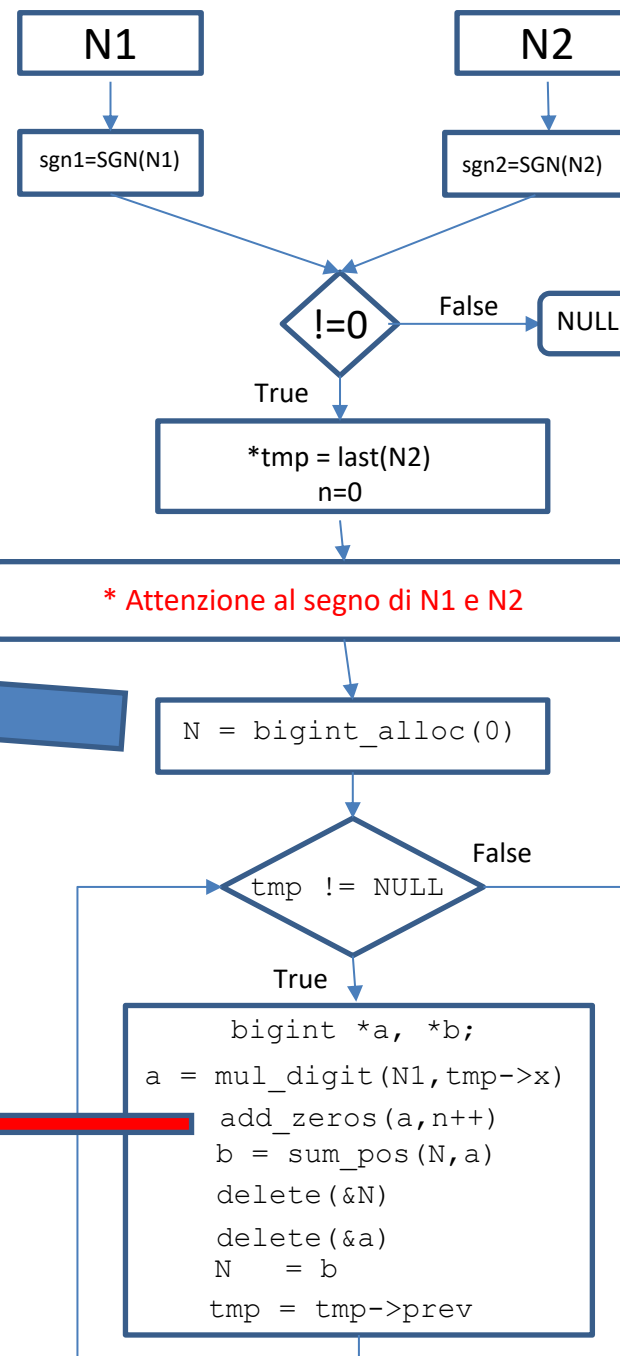 N1
N2
sgn1=SGN(N1)
sgn2=SGN(N2)
!=0
False
NULL
True
*tmp = last(N2)
n=0
* Attenzione al segno di N1 e N2
N = bigint_alloc(0)
False
tmp != NULL
True
bigint *a, *b;
a = mul_digit(N1,tmp->x)
add_zeros(a,n++)
b = sum_pos(N,a)
delete(&N)
delete(&a)
N = b
tmp = tmp->prev